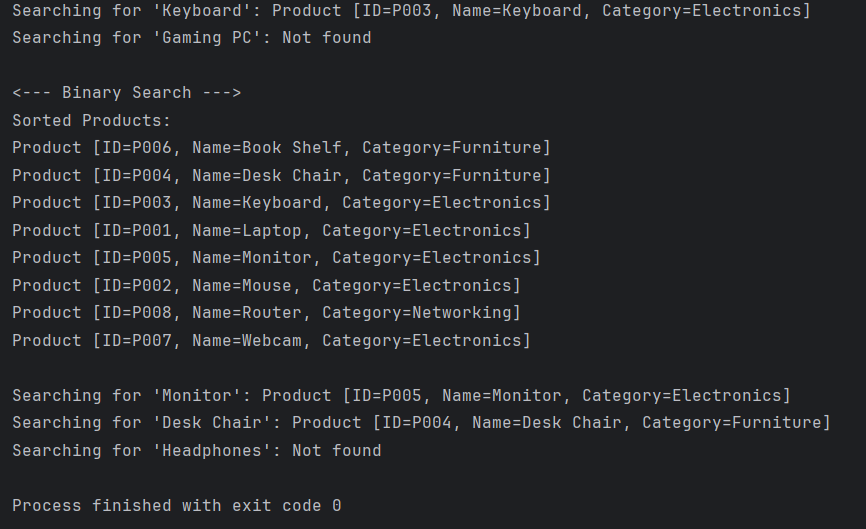 Searching for 'Keyboard': Product [ID=P003, Name=Keyboard, Category=Electronics]
Searching for 'Gaming PC': Not found
<--- Binary Search --->
Sorted Products:
Product [ID=P006, Name=Book Shelf, Category=Furniture]
Product [ID=P004, Name=Desk Chair, Category=Furniture]
Product [ID=P003, Name=Keyboard, Category=Electronics]
Product [ID=P001, Name=Laptop, Category=Electronics]
Product [ID=P005, Name=Monitor, Category=Electronics]
Product [ID=P002, Name=Mouse, Category=Electronics]
Product [ID=P008, Name=Router, Category=Networking]
Product [ID=P007, Name=Webcam, Category=Electronics]
Searching for 'Monitor': Product [ID=P005, Name=Monitor, Category=Electronics]
Searching for 'Desk Chair': Product [ID=P004, Name=Desk Chair, Category=Furniture]
Searching for 'Headphones': Not found
Process finished with exit code 0